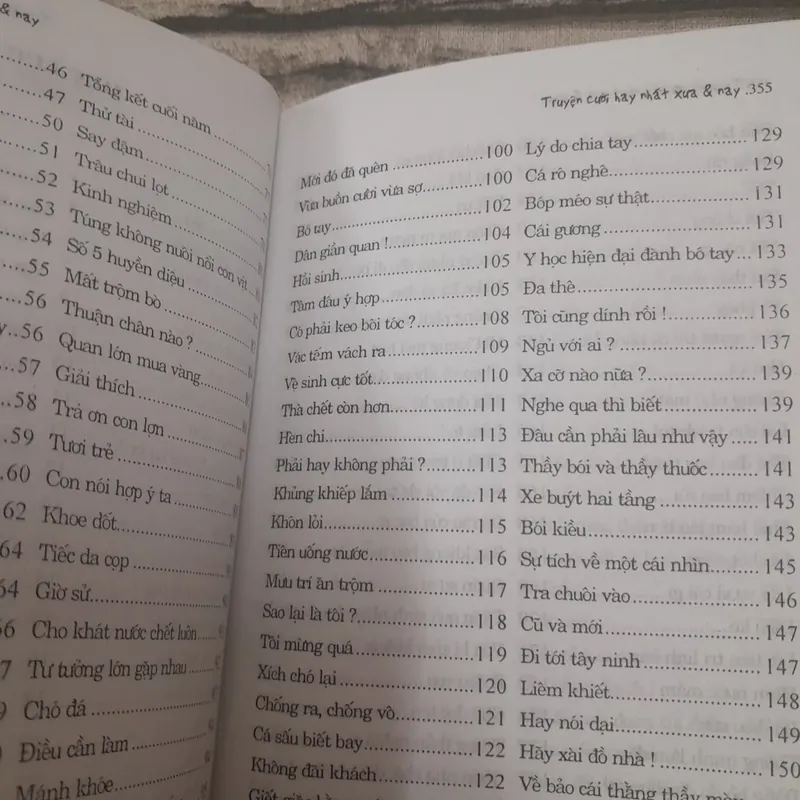 & nay
46
47
50
51
52
53
54
55
56
56
57
58
59
60
62
64
64
Tổng kết cuối năm
Thử tài
Say đậm
Trâu chui lọt
Kinh nghiệm
Túng không nuôi nổi con vịt
Số 5 huyền diệu
Mất trộm bò
Thuận chân nào ?
Quan lớn mua vàng
Giải thích
Trả ơn con lợn
Tươi trẻ
Con nói hợp ý ta
Khoe dốt
Tiếc da cọp
Giờ sử
Cho khát nước chết luôn
Tư tưởng lớn gặp nhau
Chó đá
Điều cần làm
Mánh khóe
Truyện cười hay nhất xưa & nay .355
Mới đó đã quên 100
Vừa buồn cười vừa sợ 100
Bó tay 102
Dân giần quan ! 104
Hồi sinh 105
Tâm đầu ý hợp 105
Có phải keo bôi tóc ? 108
Vác tấm vách ra 109
Vệ sinh cực tốt 110
Thà chết còn hơn 111
Hèn chi 113
Phải hay không phải ? 113
Khủng khiếp lắm 114
Khôn lỏi 115
Tiên uống nước 116
Mưu trí ăn trộm 117
Sao lại là tôi ? 118
Tôi mừng quá 119
Xích chó lại 120
Chống ra, chống vô 121
Cá sấu biết bay 122
Không đãi khách 122
Lý do chia tay 129
Cá rô nghê 129
Bóp méo sự thật 131
Cái gương 131
Y học hiện đại đành bó tay 133
Đa thê 135
Tôi cũng dính rồi ! 136
Ngủ với ai ? 137
Xa cờ nào nữa ? 139
Nghe qua thì biết 139
Đâu cần phải lâu như vậy 141
Thầy bói và thầy thuốc 141
Xe buýt hai tầng 143
Bói kiều 143
Sự tích về một cái nhìn 145
Tra chuôi vào 146
Cũ và mới 147
Đi tới tây ninh 147
Liêm khiết 148
Hay nói dại 149
Hãy xài đồ nhà ! 150
Về bảo cái thằng thầy